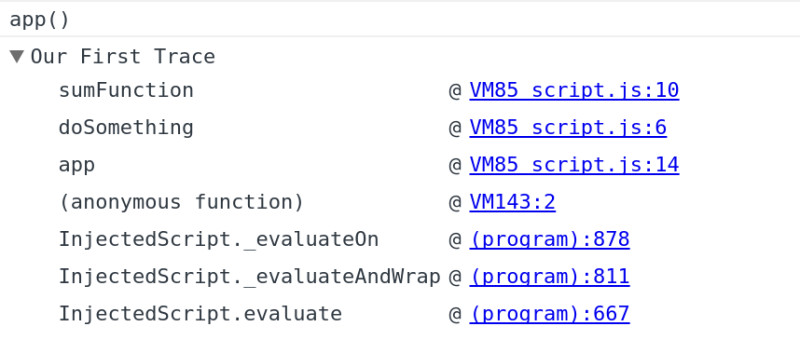 app()
▼ Our First Trace
sumFunction @ VM85 script.js:10
doSomething @ VM85 script.js:6
app @ VM85 script.js:14
(anonymous function) @ VM143:2
InjectedScript._evaluateOn @ (program):878
InjectedScript._evaluateAndWrap @ (program):811
InjectedScript.evaluate @ (program):667